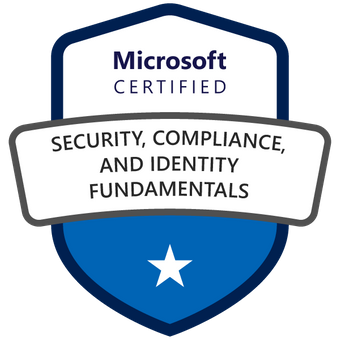 Microsoft
CERTIFIED
SECURITY, COMPLIANCE,
AND IDENTITY
FUNDAMENTALS